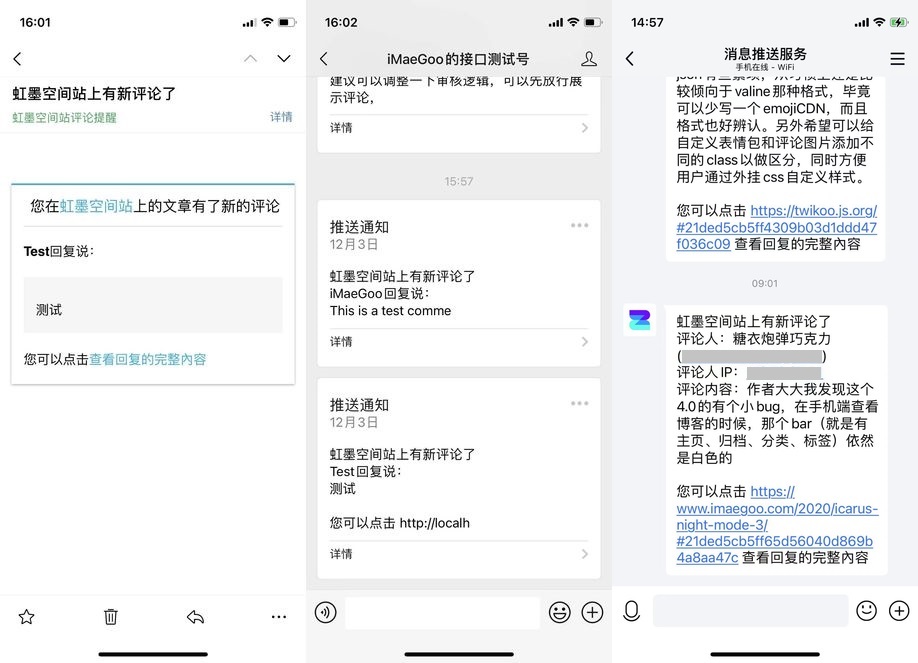 16:01
虹墨空间站上有新评论了
虹墨空间站评论提醒
详情
您在虹墨空间站上的文章有了新的评论
Test回复说：
测试
您可以点击查看回复的完整内容
16:02
iMaeGoo的接口测试号
建议可以调整一下审核逻辑，可以先放行展
示评论，
详情
15:57
推送通知
12月3日
虹墨空间站上有新评论了
iMaeGoo回复说：
This is a test comme
详情
推送通知
12月3日
虹墨空间站上有新评论了
Test回复说：
测试
您可以点击 http://localh
详情
14:57
消息推送服务
手机在线 - WiFi
较倾向于 valine 那种格式，毕竟
可以少写一个 emojiCDN，而且
格式也好辨认。另外希望可以给
自定义表情包和评论图片添加不
同的 class 以做区分，同时方便
用户通过外挂 css 自定义样式。
您可以点击 https://twikoo.js.org/
#21ded5cb5ff4309b03d1ddd47
f036c09 查看回复的完整內容
09:01
虹墨空间站上有新评论了
评论人：糖衣炮弹巧克力
(                    )
评论人 IP：
评论内容：作者大大我发现这个
4.0的有个小 bug，在手机端查看
博客的时候，那个 bar（就是有
主页、归档、分类、标签）依然
是白色的
您可以点击 https://
www.imaegoo.com/2020/icarus-
night-mode-3/
#21ded5cb5ff65d56040d869b
4a8aa47c 查看回复的完整內容